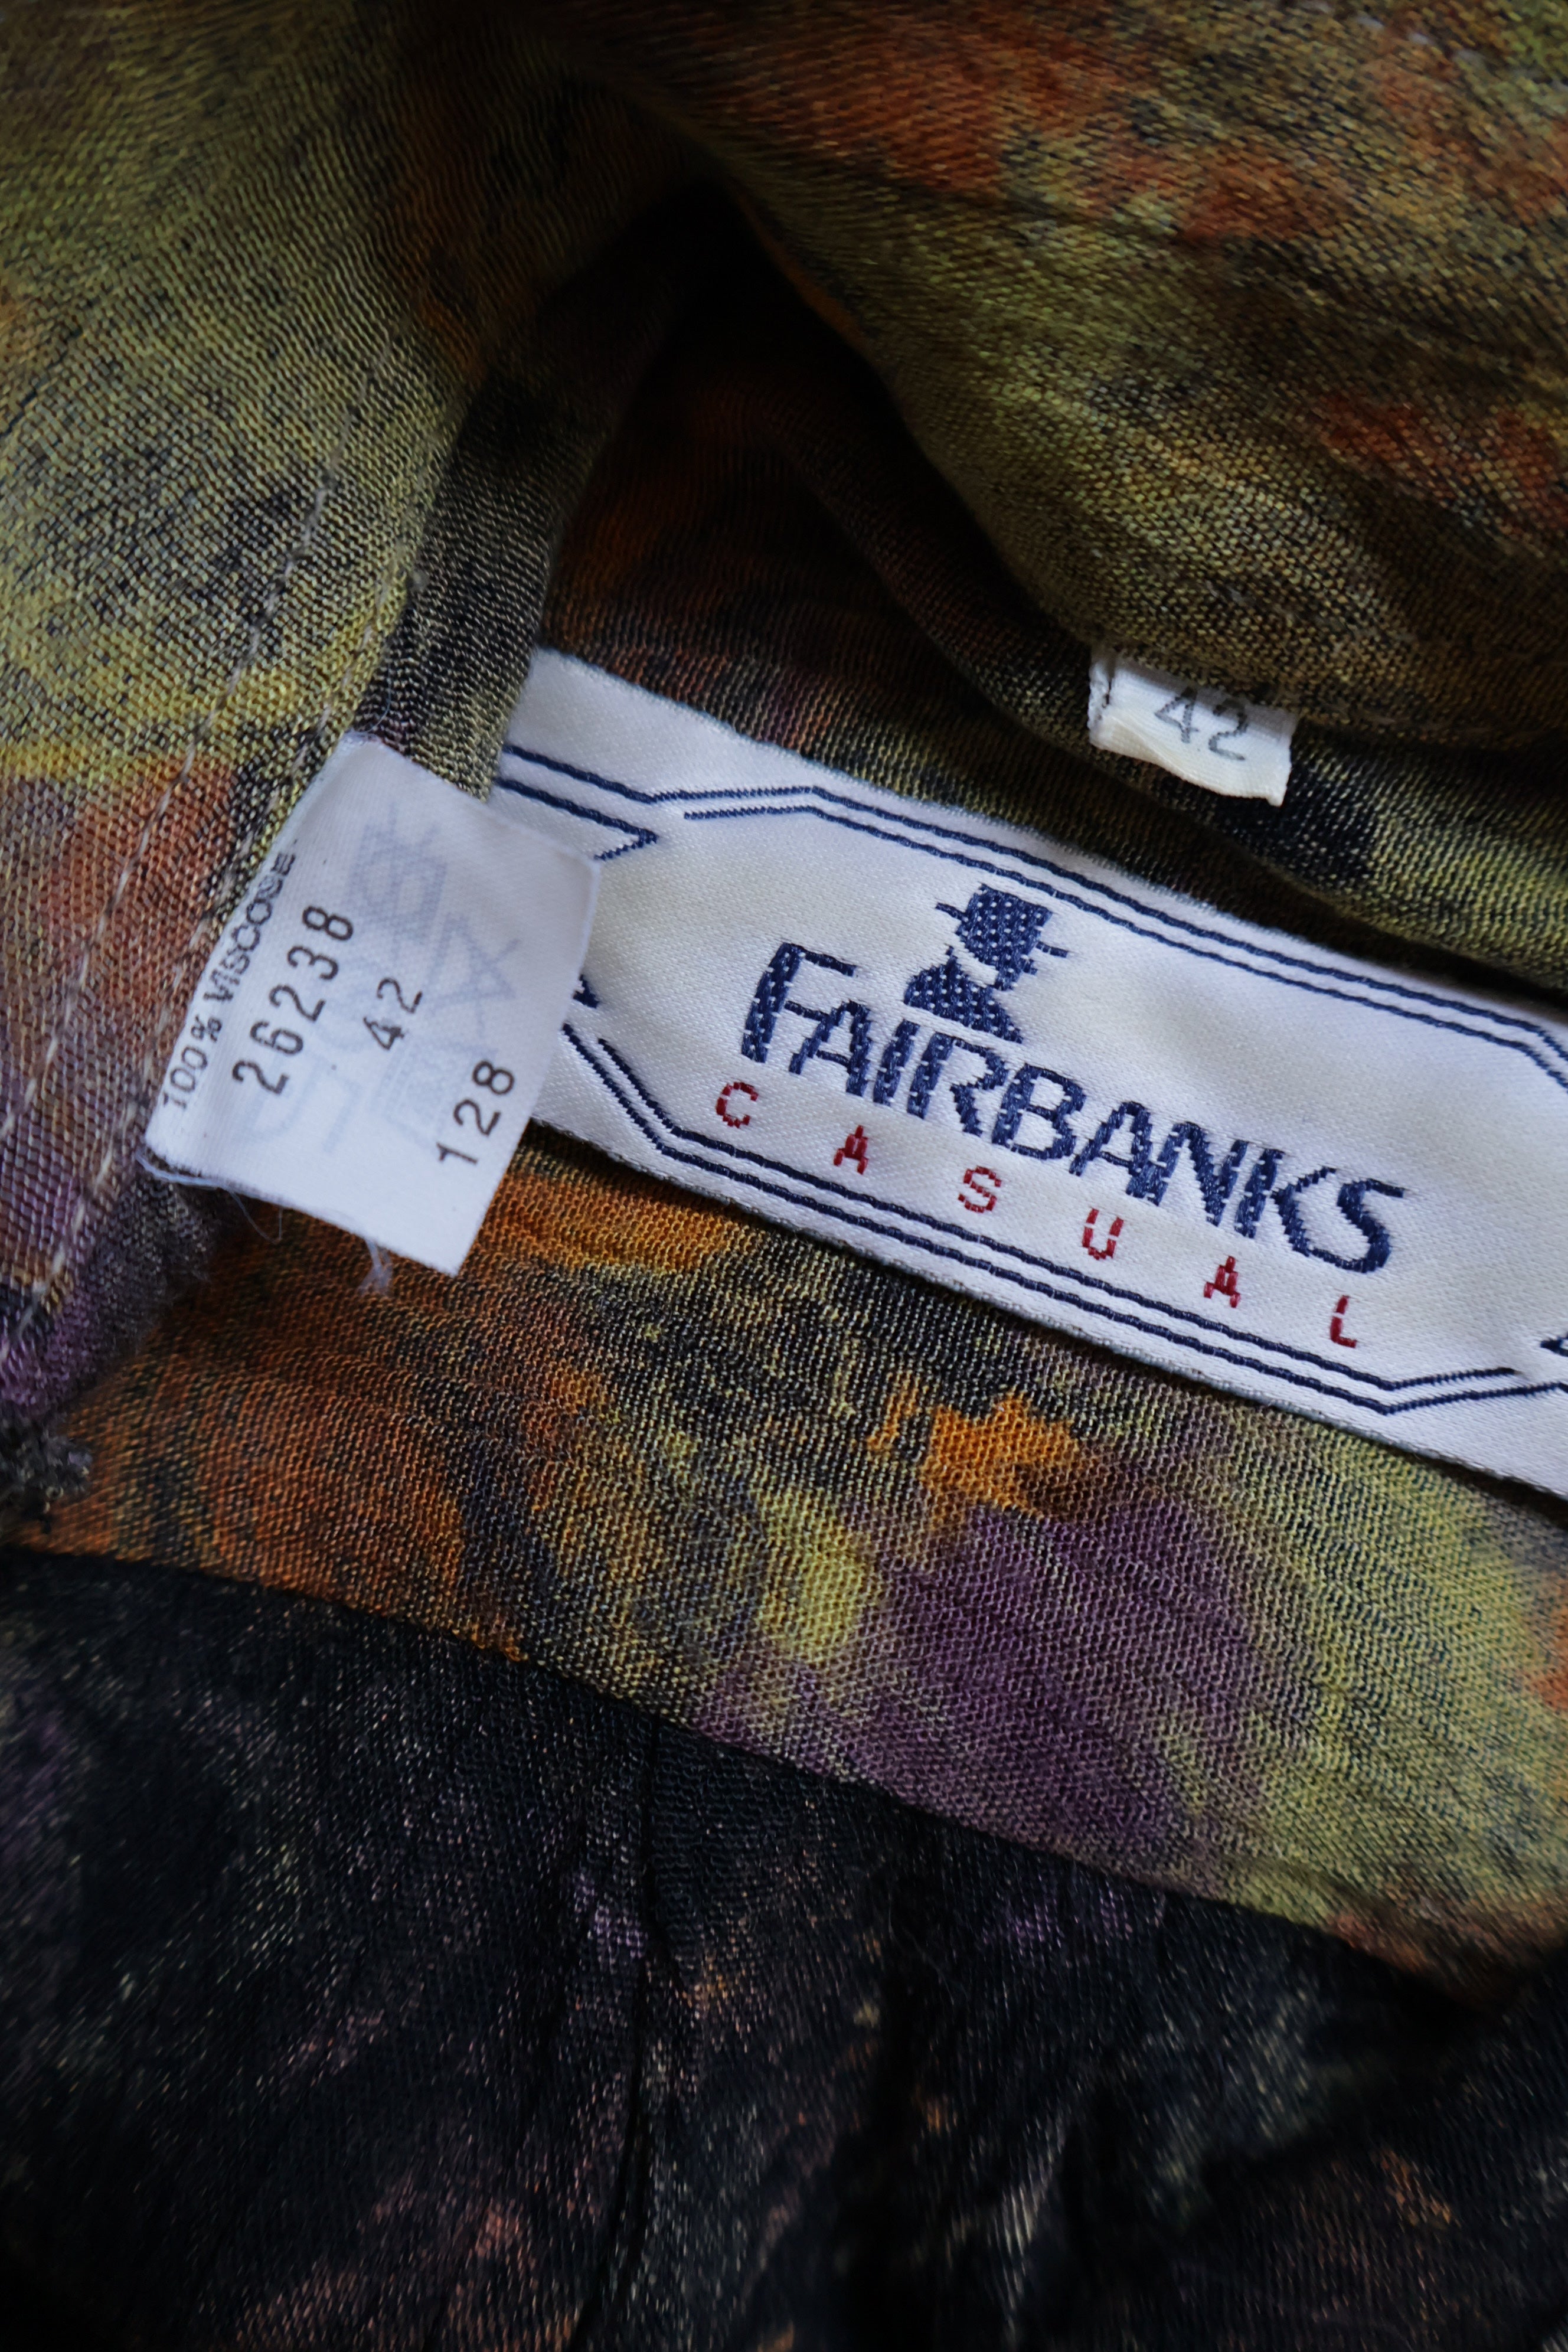 42
FAIRBANKS
CASUAL
100% VISCOSE
26238
42
128